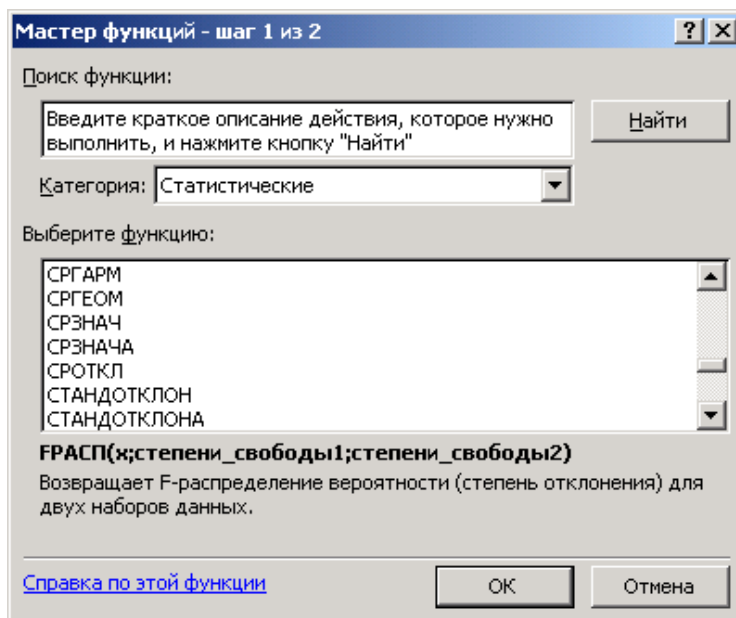 Мастер функций - шаг 1 из 2
Поиск функции:
Введите краткое описание действия, которое нужно
выполнить, и нажмите кнопку "Найти"
Найти
Категория: Статистические
Выберите функцию:
СРГАРМ
СРГЕОМ
СРЗНАЧ
СРЗНАЧА
СРОТКЛ
СТАНДОТКЛОН
СТАНДОТКЛОНА
FРАСП(x;степени_свободы1;степени_свободы2)
Возвращает F-распределение вероятности (степень отклонения) для
двух наборов данных.
Справка по этой функции
ОК
Отмена